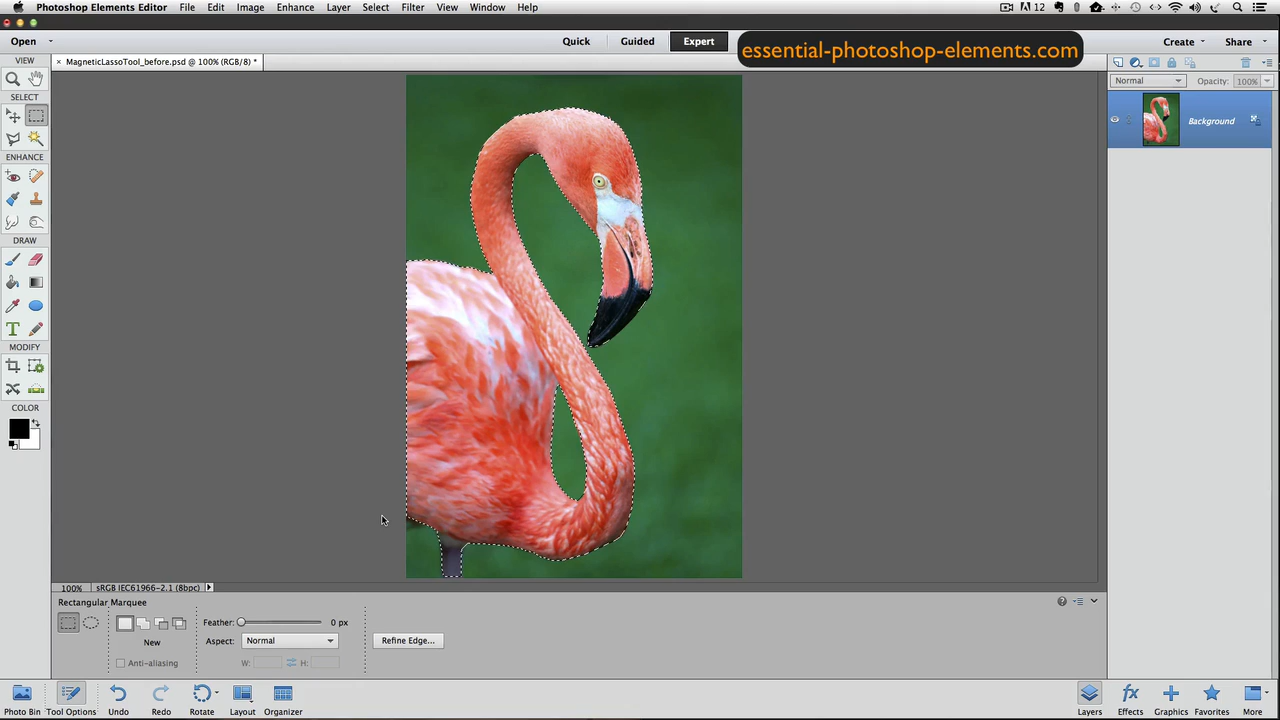 Photoshop Elements Editor File Edit Image Enhance Layer Select Filter View Window Help 12
Open Quick Guided Expert essential-photoshop-elements.com Create Share
VIEW × MagneticLassoTool_before.psd @ 100% (RGB/8) *
Normal Opacity: 100%
SELECT
Background
ENHANCE
DRAW
T
MODIFY
COLOR
100% sRGB IEC61966-2.1 (8bpc)
Rectangular Marquee
Feather: 0 px
New Aspect: Normal Refine Edge...
Anti-aliasing W: H:
Photo Bin Tool Options Undo Redo Rotate Layout Organizer Layers Effects Graphics Favorites More